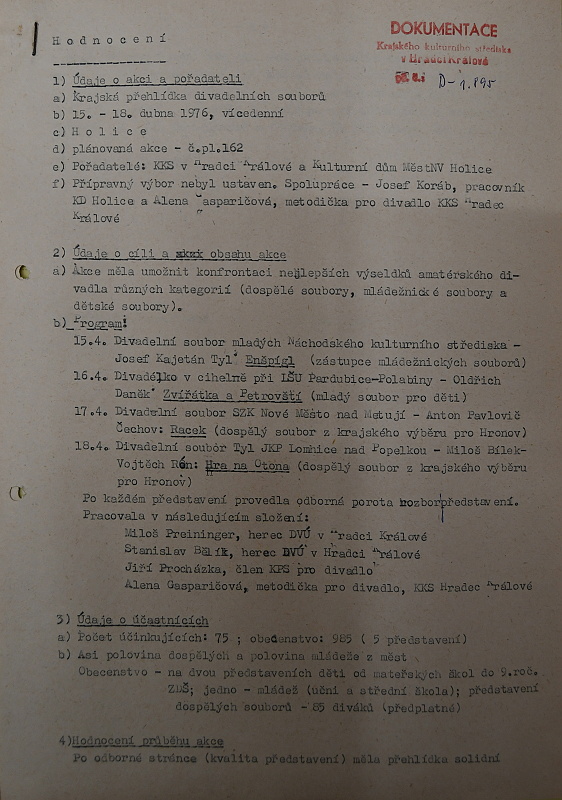 H o d n o c e n í
DOKUMENTACE
Krajského kulturního střediska
v Hradci Králové
D-1.895
1) Údaje o akci a pořadateli
a) Krajská přehlídka divadelních souborů
b) 15. - 18. dubna 1976, vícedenní
c) H o l i c e
d) plánovaná akce - č.pl.162
e) Pořadatelé: KKS v Hradci Králové a Kulturní dům MěstNV Holice
f) Přípravný výbor nebyl ustaven. Spolupráce - Josef Koráb, pracovník
KD Holice a Alena Gasparičová, metodička pro divadlo KKS Hradec
Králové
2) Údaje o cíli a obsahu akce
a) Akce měla umožnit konfrontaci nejlepších výseldků amatérského di-
vadla různých kategorií (dospělé soubory, mládežnické soubory a
dětské soubory).
b) Program:
15.4. Divadelní soubor mladých Náchodského kulturního střediska -
Josef Kajetán Tyl: Enšpígl (zástupce mládežnických souborů)
16.4. Divadélko v cihelně při LŠU Pardubice-Polabiny - Oldřich
Daněk: Zvířátka a Petrovští (mladý soubor pro děti)
17.4. Divadelní soubor SZK Nové Město nad Metují - Anton Pavlovič
Čechov: Racek (dospělý soubor z krajského výběru pro Hronov)
18.4. Divadelní soubor Tyl JKP Lomnice nad Popelkou - Miloš Bílek-
Vojtěch Rón: Hra na Otona (dospělý soubor z krajského výběru
pro Hronov)
Po každém představení provedla odborná porota rozbor představení.
Pracovala v následujícím složení:
Miloš Preininger, herec DVÚ v Hradci Králové
Stanislav Bělík, herec DVÚ v Hradci Králové
Jiří Procházka, člen KPS pro divadlo
Alena Gasparičová, metodička pro divadlo, KKS Hradec Králové
3) Údaje o účastnících
a) Počet účinkujících: 75 ; obecenstvo: 985 ( 5 představení)
b) Asi polovina dospělých a polovina mládeže z měst
Obecenstvo - na dvou představeních děti od mateřských škol do 9.roč.
ZDŠ; jedno - mládež (učni a střední škola); představení
dospělých souborů - 85 diváků (předplatné)
4) Hodnocení průběhu akce
Po odborné stránce (kvalita představení) měla přehlídka solidní